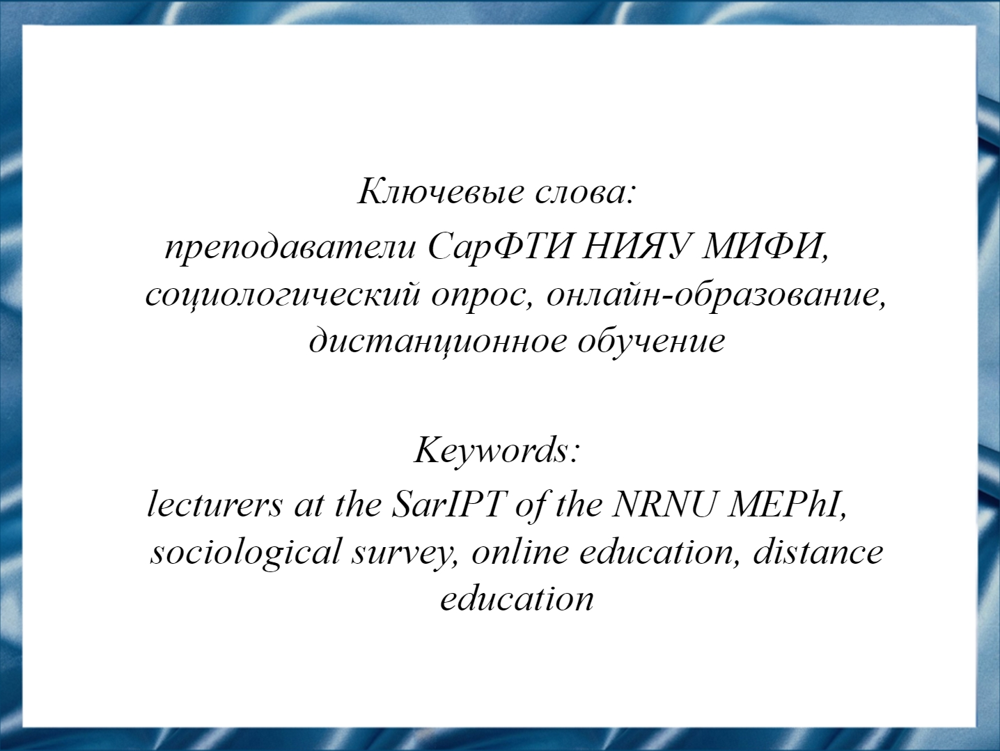 Ключевые слова:
преподаватели СарФТИ НИЯУ МИФИ,
социологический опрос, онлайн-образование,
дистанционное обучение
Keywords:
lecturers at the SarIPT of the NRNU MEPhI,
sociological survey, online education, distance
education